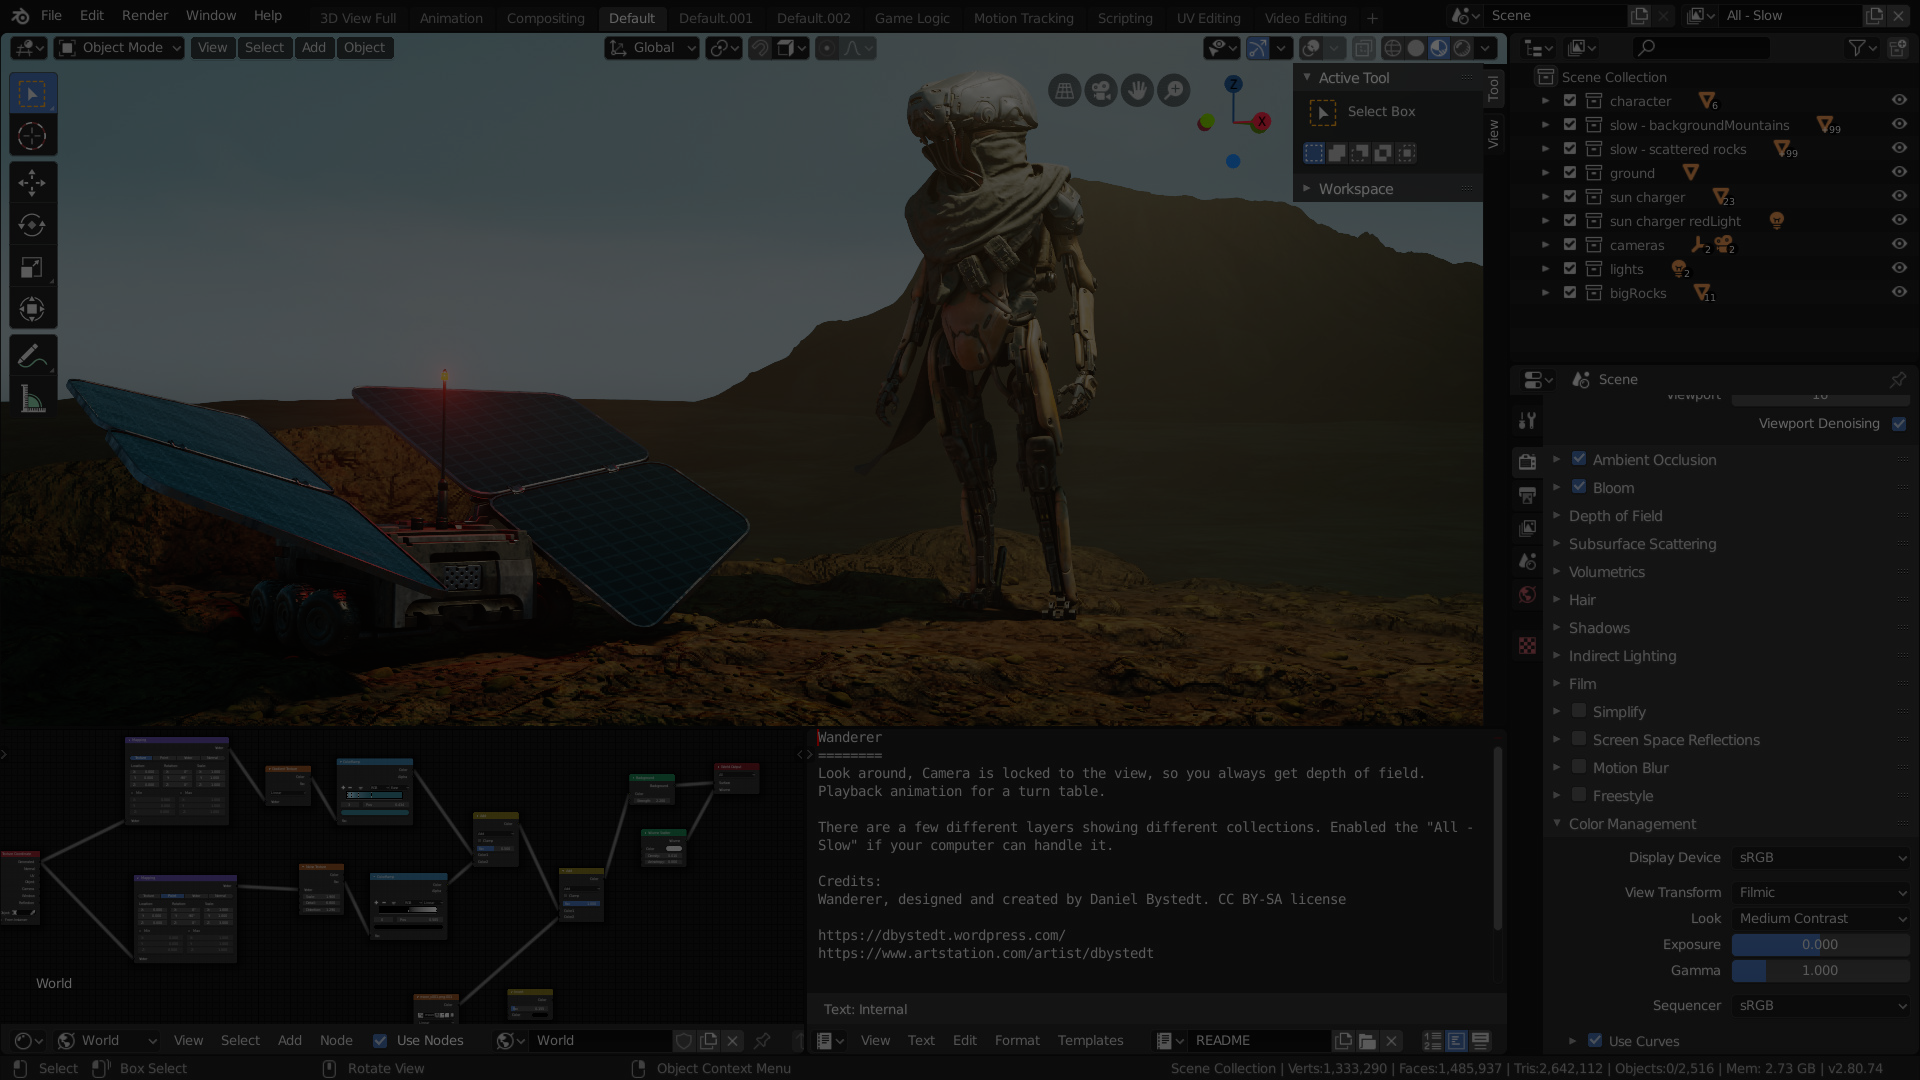 File Edit Render Window Help
3D View Full Animation Compositing Default Default.001 Default.002 Game Logic Motion Tracking Scripting UV Editing Video Editing +
Scene
All - Slow
Object Mode View Select Add Object
Global
Z
X
Active Tool
Select Box
Workspace
Tool
View
Scene Collection
character 6
slow - backgroundMountains 99
slow - scattered rocks 99
ground
sun charger 23
sun charger redLight
cameras 2 2
lights 2
bigRocks 11
Scene
Viewport 16
Viewport Denoising
Ambient Occlusion
Bloom
Depth of Field
Subsurface Scattering
Volumetrics
Hair
Shadows
Indirect Lighting
Film
Simplify
Screen Space Reflections
Motion Blur
Freestyle
Color Management
Display Device sRGB
View Transform Filmic
Look Medium Contrast
Exposure 0.000
Gamma 1.000
Sequencer sRGB
Use Curves
World
World View Select Add Node Use Nodes World
Wanderer
========
Look around, Camera is locked to the view, so you always get depth of field.
Playback animation for a turn table.
There are a few different layers showing different collections. Enabled the "All -
Slow" if your computer can handle it.
Credits:
Wanderer, designed and created by Daniel Bystedt. CC BY-SA license
https://dbystedt.wordpress.com/
https://www.artstation.com/artist/dbystedt
Text: Internal
View Text Edit Format Templates README
Select Box Select Rotate View Object Context Menu
Scene Collection | Verts:1,333,290 | Faces:1,485,937 | Tris:2,642,112 | Objects:0/2,516 | Mem: 2.73 GB | v2.80.74